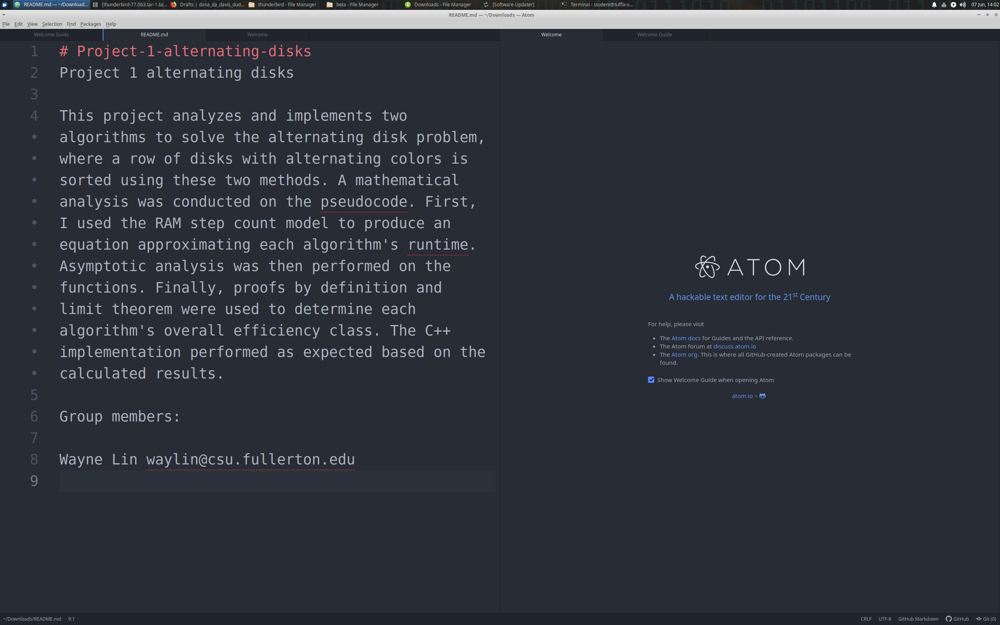 README.md — ~/Download...
[thunderbird-77.0b3.tar-1.bz...
Drafts | dana_da_davis_dud...
thunderbird - File Manager
beta - File Manager
Downloads - File Manager
[Software Updater]
Terminal - student@tuffix-v...
07 Jun, 14:02
README.md — ~/Downloads — Atom
File Edit View Selection Find Packages Help
Welcome Guide
README.md
Welcome
Welcome
Welcome Guide
1 # Project-1-alternating-disks
2 Project 1 alternating disks
3
4 This project analyzes and implements two
• algorithms to solve the alternating disk problem,
• where a row of disks with alternating colors is
• sorted using these two methods. A mathematical
• analysis was conducted on the pseudocode. First,
• I used the RAM step count model to produce an
• equation approximating each algorithm's runtime.
• Asymptotic analysis was then performed on the
• functions. Finally, proofs by definition and
• limit theorem were used to determine each
• algorithm's overall efficiency class. The C++
• implementation performed as expected based on the
• calculated results.
5
6 Group members:
7
8 Wayne Lin waylin@csu.fullerton.edu
9
ATOM
A hackable text editor for the 21st Century
For help, please visit
• The Atom docs for Guides and the API reference.
• The Atom forum at discuss.atom.io
• The Atom org. This is where all GitHub-created Atom packages can be
found.
Show Welcome Guide when opening Atom
atom.io ×
~/Downloads/README.md 9:1
CRLF UTF-8 GitHub Markdown GitHub Git (0)